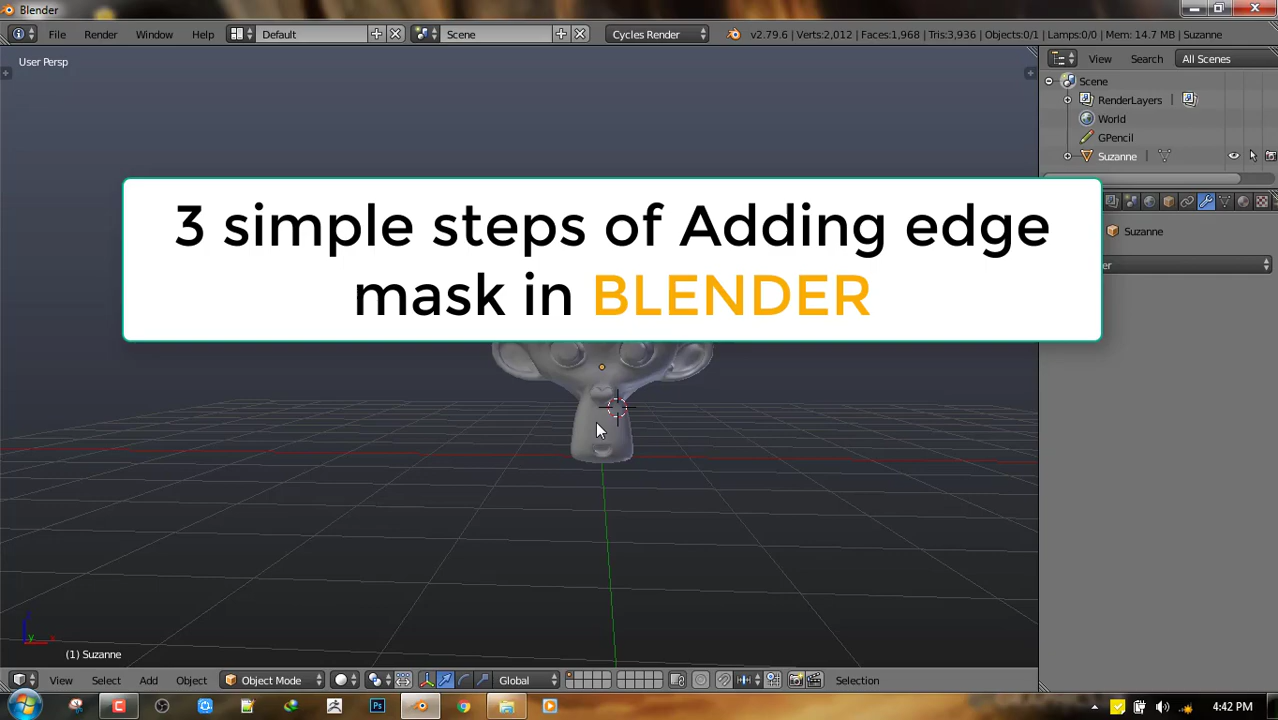 Blender
File Render Window Help Default Scene Cycles Render v2.79.6 | Verts:2,012 | Faces:1,968 | Tris:3,936 | Objects:0/1 | Lamps:0/0 | Mem: 14.7 MB | Suzanne
User Persp
View Search All Scenes
Scene
RenderLayers
World
GPencil
Suzanne
3 simple steps of Adding edge
mask in BLENDER
Suzanne
(1) Suzanne
View Select Add Object Object Mode Global Selection
Ps 4:42 PM